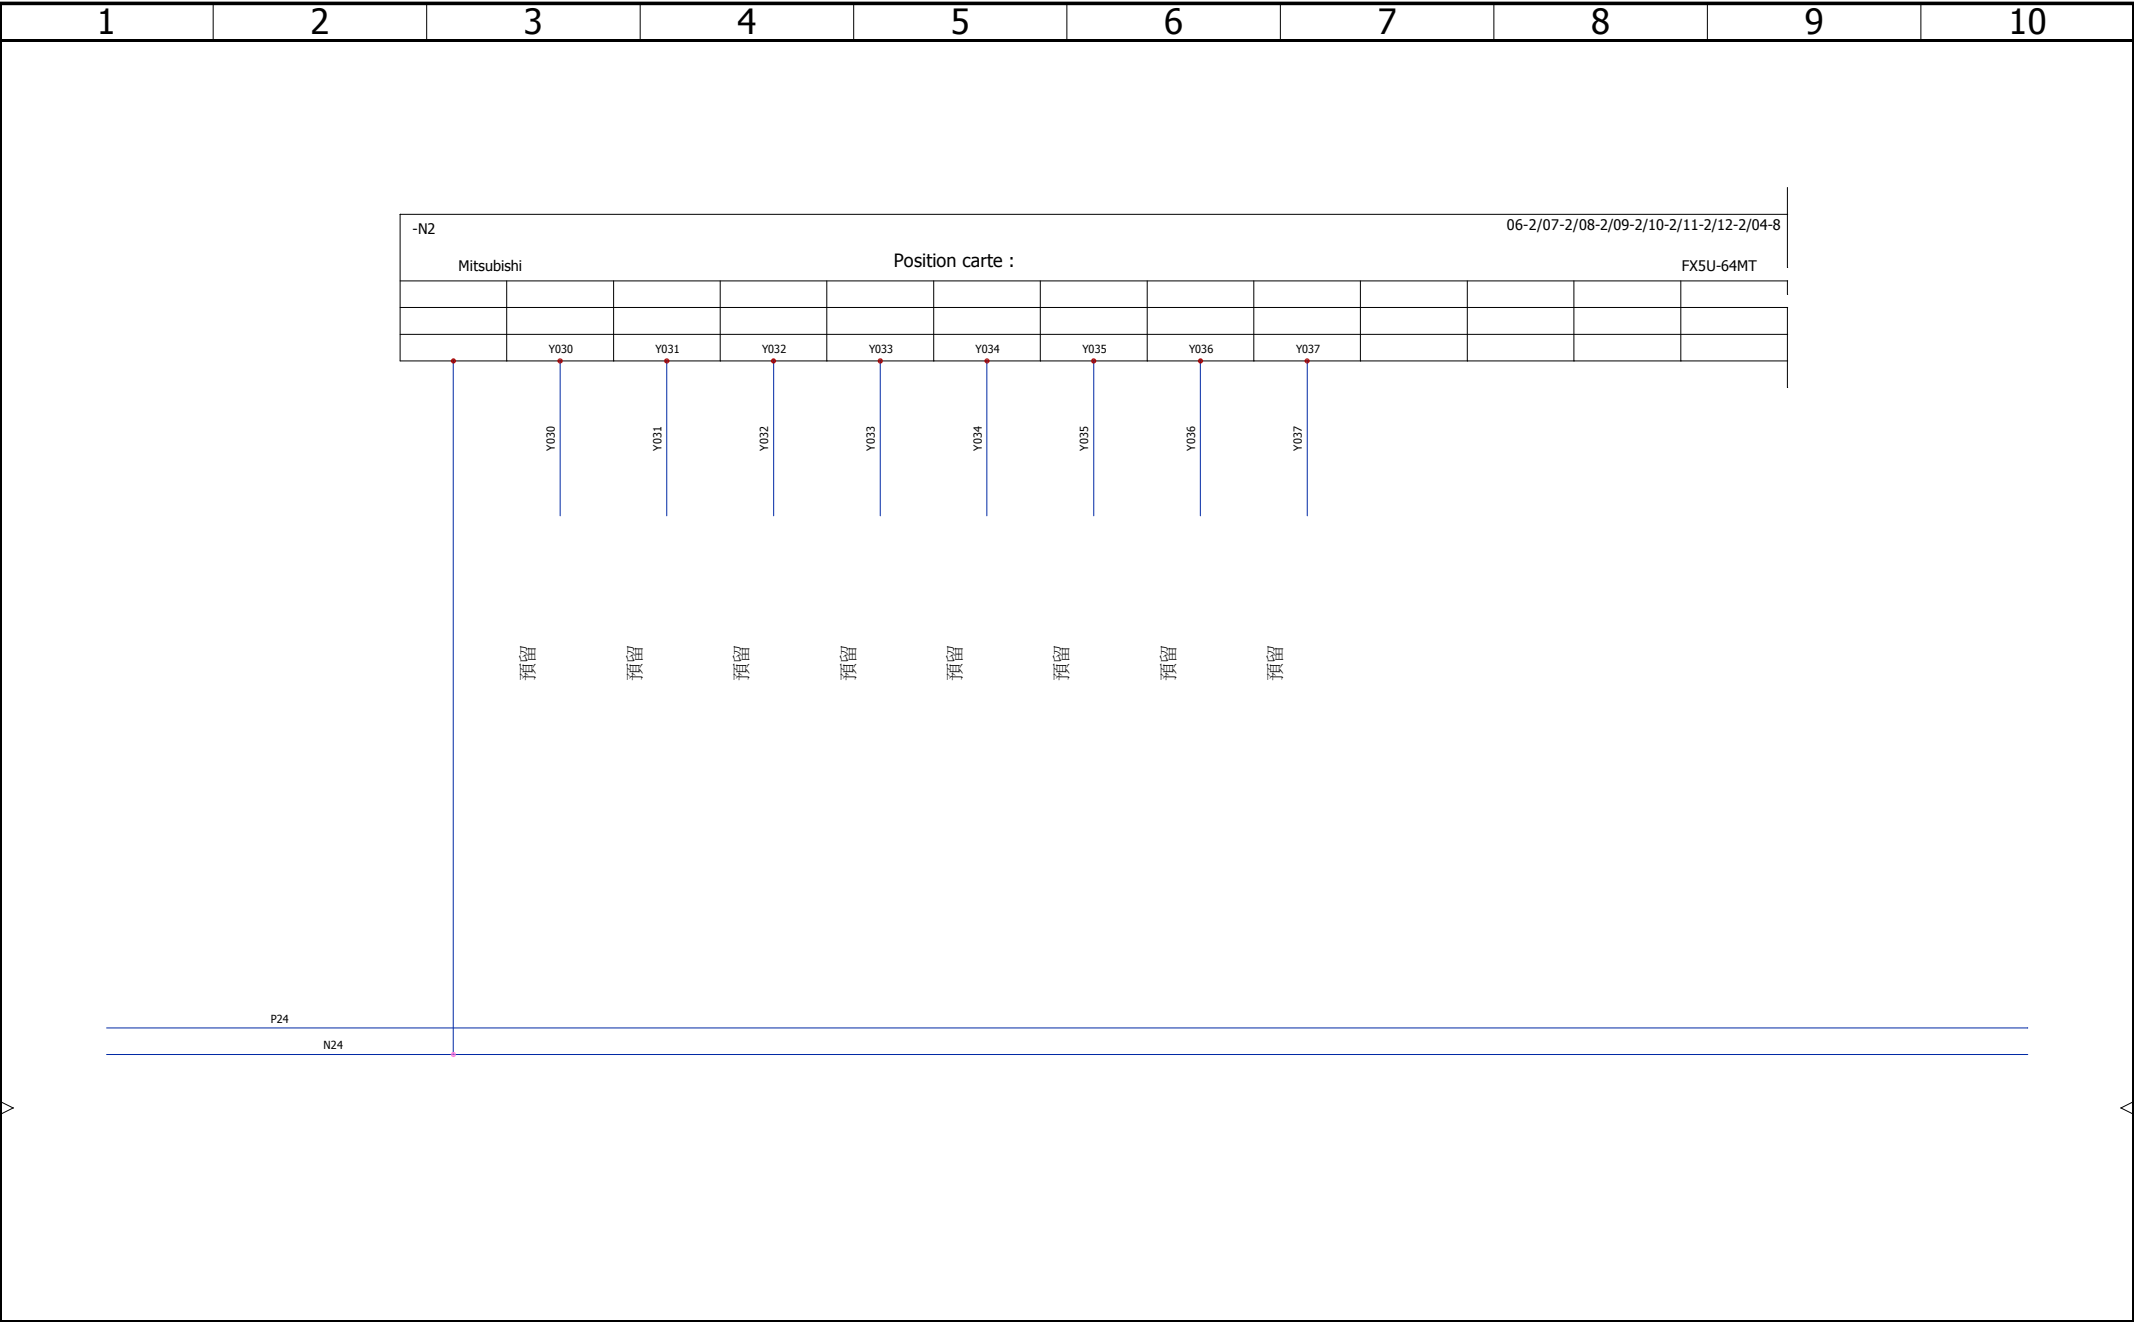 1 2 3 4 5 6 7 8 9 10
-N2 06-2/07-2/08-2/09-2/10-2/11-2/12-2/04-8
Mitsubishi Position carte : FX5U-64MT
Y030 Y031 Y032 Y033 Y034 Y035 Y036 Y037
Y030 Y031 Y032 Y033 Y034 Y035 Y036 Y037
預留 預留 預留 預留 預留 預留 預留 預留
P24
N24